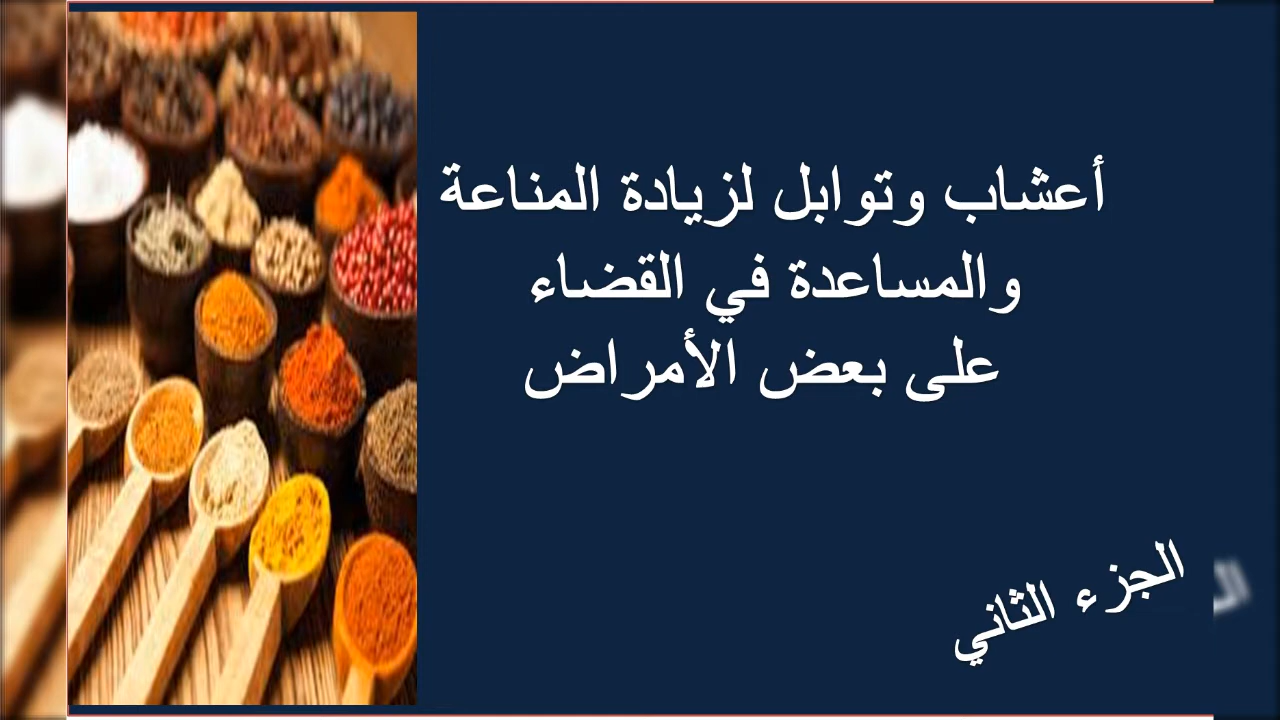 أعشاب وتوابل لزيادة المناعة
والمساعدة في القضاء
على بعض الأمراض
الجزء الثاني